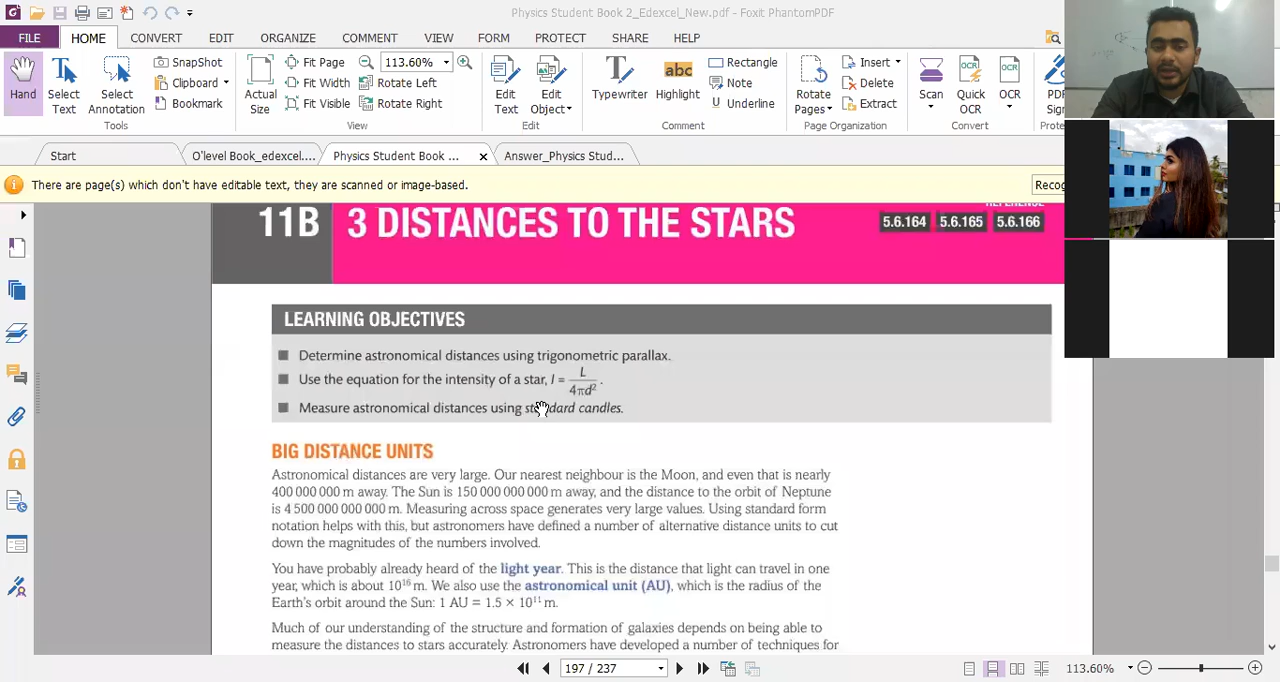 Physics Student Book 2_Edexcel_New.pdf - Foxit PhantomPDF
FILE HOME CONVERT EDIT ORGANIZE COMMENT VIEW FORM PROTECT SHARE HELP
SnapShot Fit Page 113.60% Rectangle Insert
Clipboard Fit Width Rotate Left Note Delete
Bookmark Fit Visible Rotate Right Underline Extract
Hand Select Text Select Annotation Actual Size Edit Text Edit Object Typewriter Highlight Rotate Pages Scan Quick OCR OCR PDF Sign
Tools View Edit Comment Page Organization Convert Prote
Start O'level Book_edexcel.... Physics Student Book ... Answer_Physics Stud...
There are page(s) which don't have editable text, they are scanned or image-based. Recog
11B 3 DISTANCES TO THE STARS 5.6.164 5.6.165 5.6.166
LEARNING OBJECTIVES
■ Determine astronomical distances using trigonometric parallax.
■ Use the equation for the intensity of a star, I = L/4πd².
■ Measure astronomical distances using standard candles.
BIG DISTANCE UNITS
Astronomical distances are very large. Our nearest neighbour is the Moon, and even that is nearly
400 000 000 m away. The Sun is 150 000 000 000 m away, and the distance to the orbit of Neptune
is 4 500 000 000 000 m. Measuring across space generates very large values. Using standard form
notation helps with this, but astronomers have defined a number of alternative distance units to cut
down the magnitudes of the numbers involved.
You have probably already heard of the light year. This is the distance that light can travel in one
year, which is about 10¹⁶ m. We also use the astronomical unit (AU), which is the radius of the
Earth's orbit around the Sun: 1 AU = 1.5 × 10¹¹ m.
Much of our understanding of the structure and formation of galaxies depends on being able to
measure the distances to stars accurately. Astronomers have developed a number of techniques for
197 / 237 113.60%